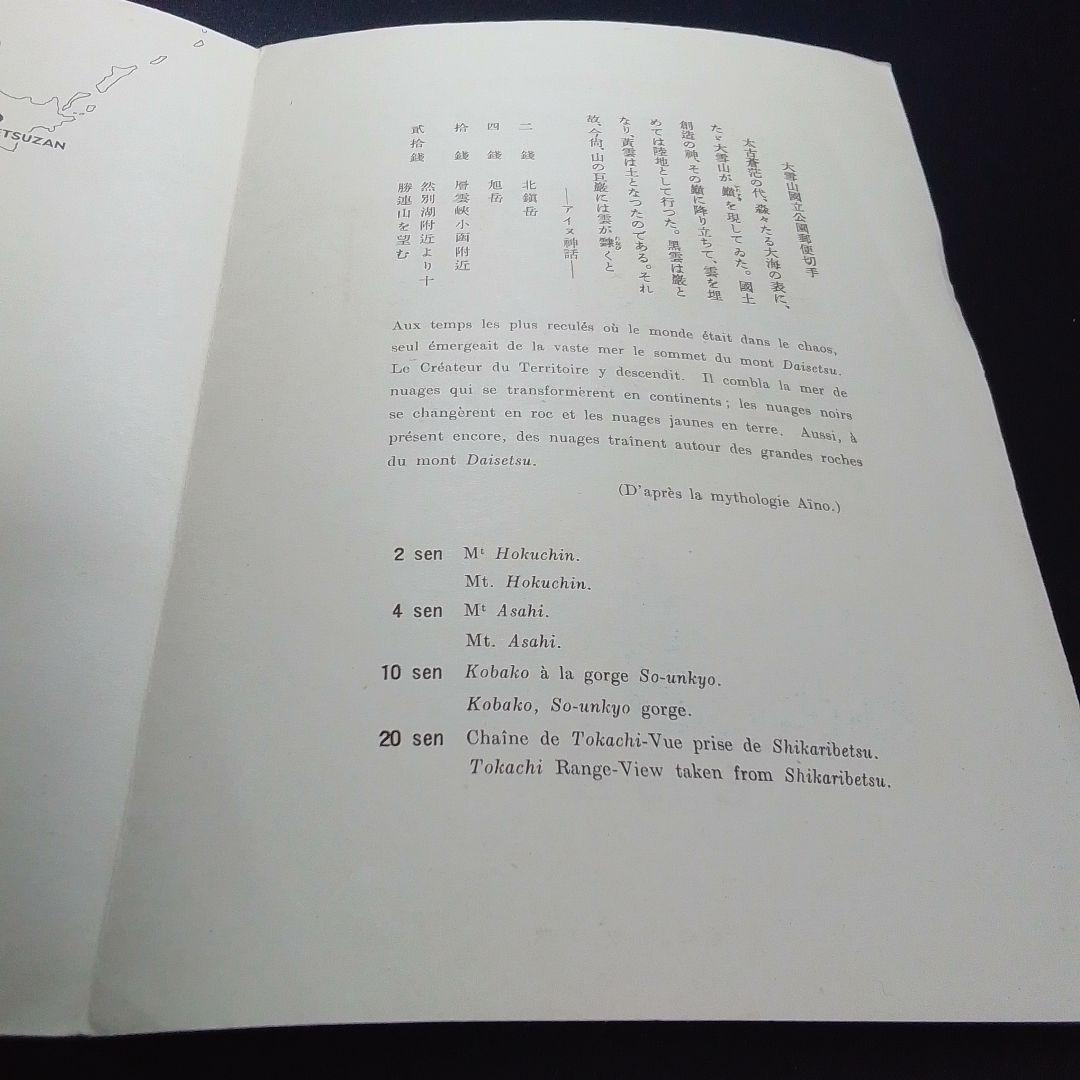 ETSUZAN
大雪山國立公園郵便切手
太古蒼茫の代、森々たる大海の表に、
たゞ大雪山が巓を現してゐた。國土
創造の神、その巓に降り立ちて、雲を埋
めては陸地として行つた。黒雲は巖と
なり、黃雲は土となつたのである。それ
故、今尙、山の巨巖には雲が靆くと
—アイヌ神話—
二錢 北鎭岳
四錢 旭岳
拾錢 層雲峽小函附近
貳拾錢 然別湖附近より十
勝連山を望む
Aux temps les plus reculés où le monde était dans le chaos,
seul émergeait de la vaste mer le sommet du mont Daisetsu.
Le Créateur du Territoire y descendit. Il combla la mer de
nuages qui se transformèrent en continents; les nuages noirs
se changèrent en roc et les nuages jaunes en terre. Aussi, à
présent encore, des nuages traînent autour des grandes roches
du mont Daisetsu.
(D'après la mythologie Aïno.)
2 sen Mt Hokuchin.
Mt. Hokuchin.
4 sen Mt Asahi.
Mt. Asahi.
10 sen Kobako à la gorge So-unkyo.
Kobako, So-unkyo gorge.
20 sen Chaîne de Tokachi-Vue prise de Shikaribetsu.
Tokachi Range-View taken from Shikaribetsu.